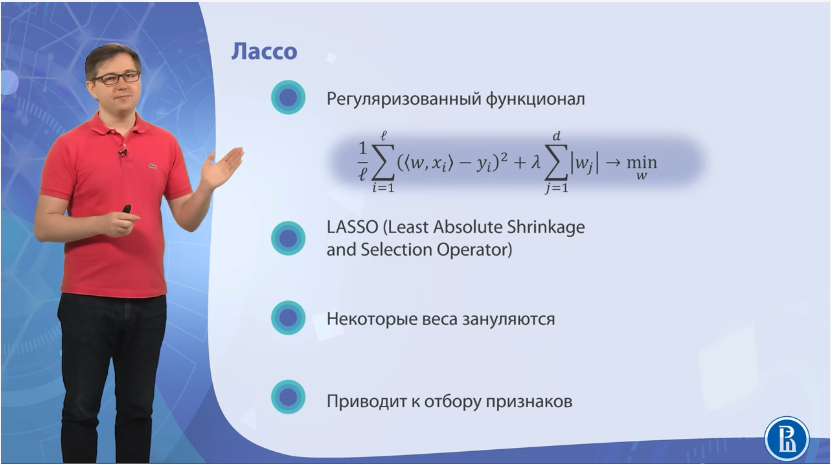 Лассо
Регуляризованный функционал
$\frac{1}{\ell}\sum_{i=1}^{\ell}(\langle w, x_i\rangle - y_i)^2 + \lambda\sum_{j=1}^{d}|w_j| \to \min_w$
LASSO (Least Absolute Shrinkage
and Selection Operator)
Некоторые веса зануляются
Приводит к отбору признаков